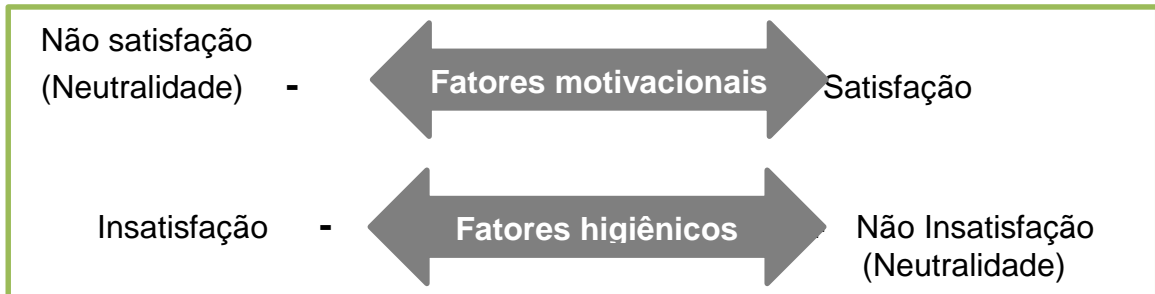 Não satisfação
(Neutralidade) - Fatores motivacionais Satisfação
Insatisfação - Fatores higiênicos Não Insatisfação
(Neutralidade)